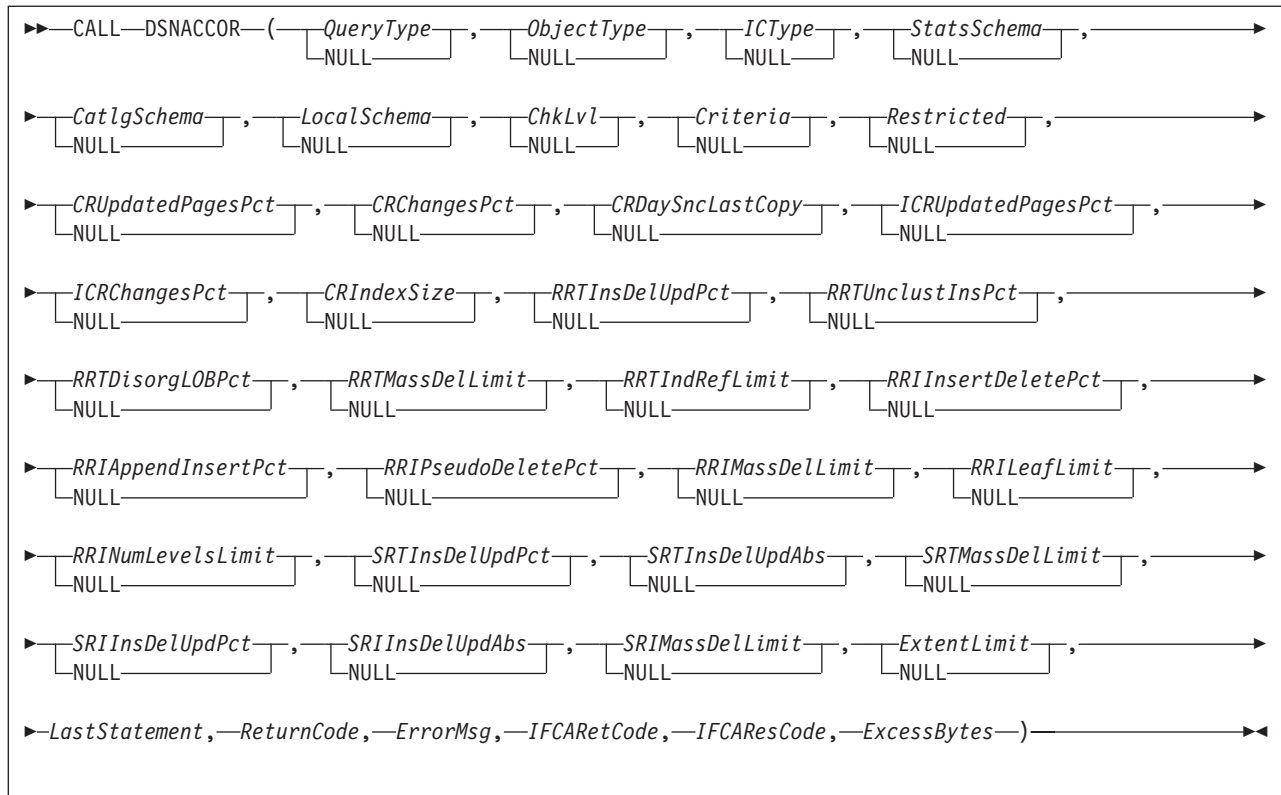 CALL DSNACCOR ( QueryType , ObjectType , ICType , StatsSchema ,
NULL NULL NULL NULL
CatlgSchema , LocalSchema , ChkLvl , Criteria , Restricted ,
NULL NULL NULL NULL NULL
CRUpdatedPagesPct , CRChangesPct , CRDaySncLastCopy , ICRUpdatedPagesPct ,
NULL NULL NULL NULL
ICRChangesPct , CRIndexSize , RRTInsDelUpdPct , RRTUnclustInsPct ,
NULL NULL NULL NULL
RRTDisorgLOBPct , RRTMassDelLimit , RRTIndRefLimit , RRIInsertDeletePct ,
NULL NULL NULL NULL
RRIAppendInsertPct , RRIPseudoDeletePct , RRIMassDelLimit , RRILeafLimit ,
NULL NULL NULL NULL
RRINumLevelsLimit , SRTInsDelUpdPct , SRTInsDelUpdAbs , SRTMassDelLimit ,
NULL NULL NULL NULL
SRIInsDelUpdPct , SRIInsDelUpdAbs , SRIMassDelLimit , ExtentLimit ,
NULL NULL NULL NULL
LastStatement, ReturnCode, ErrorMsg, IFCARetCode, IFCAResCode, ExcessBytes )